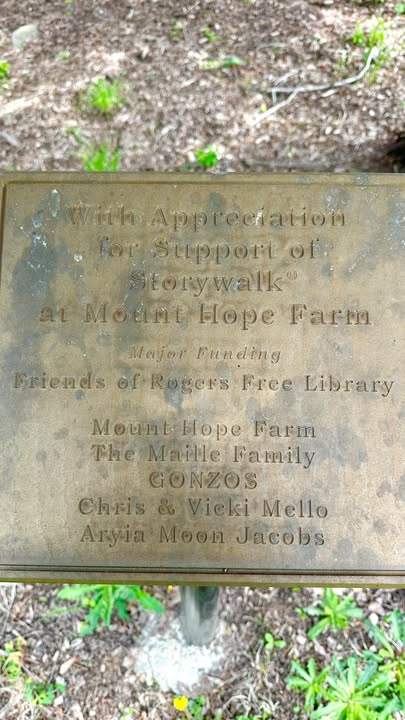 With Appreciation
for Support of
Storywalk®
at Mount Hope Farm
Major Funding
Friends of Rogers Free Library
Mount Hope Farm
The Maille Family
GONZOS
Chris & Vicki Mello
Aryia Moon Jacobs